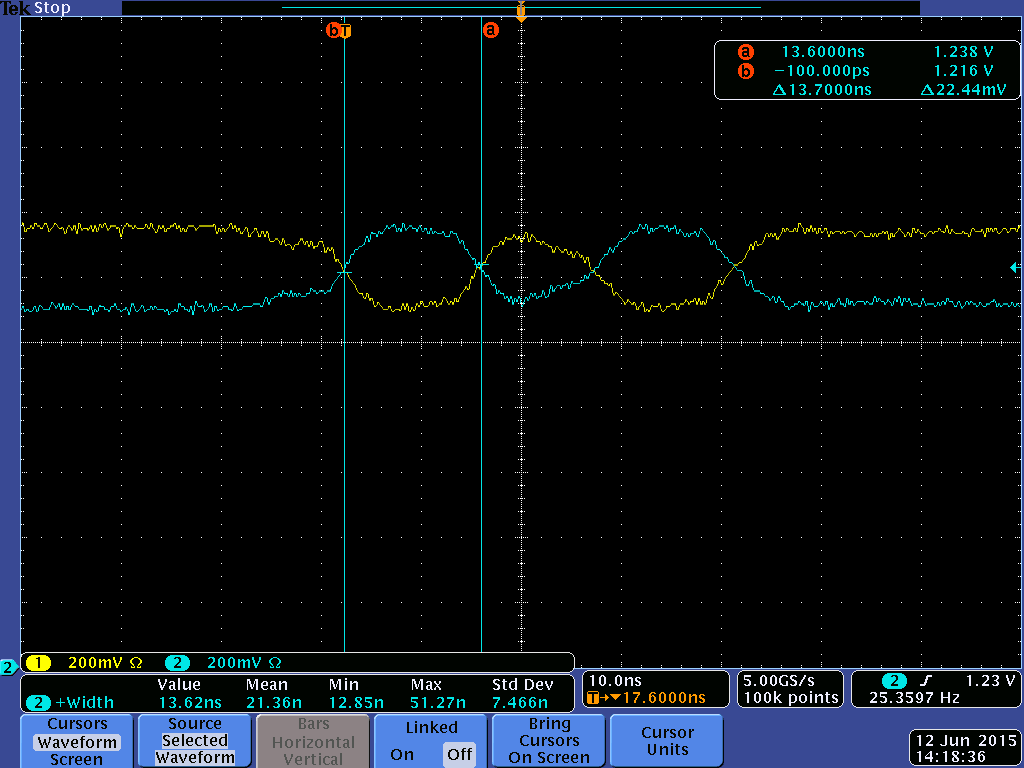 Tek Stop
T
b T a
a 13.6000ns 1.238 V
b −100.000ps 1.216 V
Δ13.7000ns Δ22.44mV
2
1 200mV Ω 2 200mV Ω
Value Mean Min Max Std Dev
2 +Width 13.62ns 21.36n 12.85n 51.27n 7.466n
10.0ns
T→▼17.6000ns
5.00GS/s
100k points
2 ʃ 1.23 V
25.3597 Hz
Cursors
Waveform
Screen
Source
Selected
Waveform
Bars
Horizontal
Vertical
Linked
On Off
Bring
Cursors
On Screen
Cursor
Units
12 Jun 2015
14:18:36